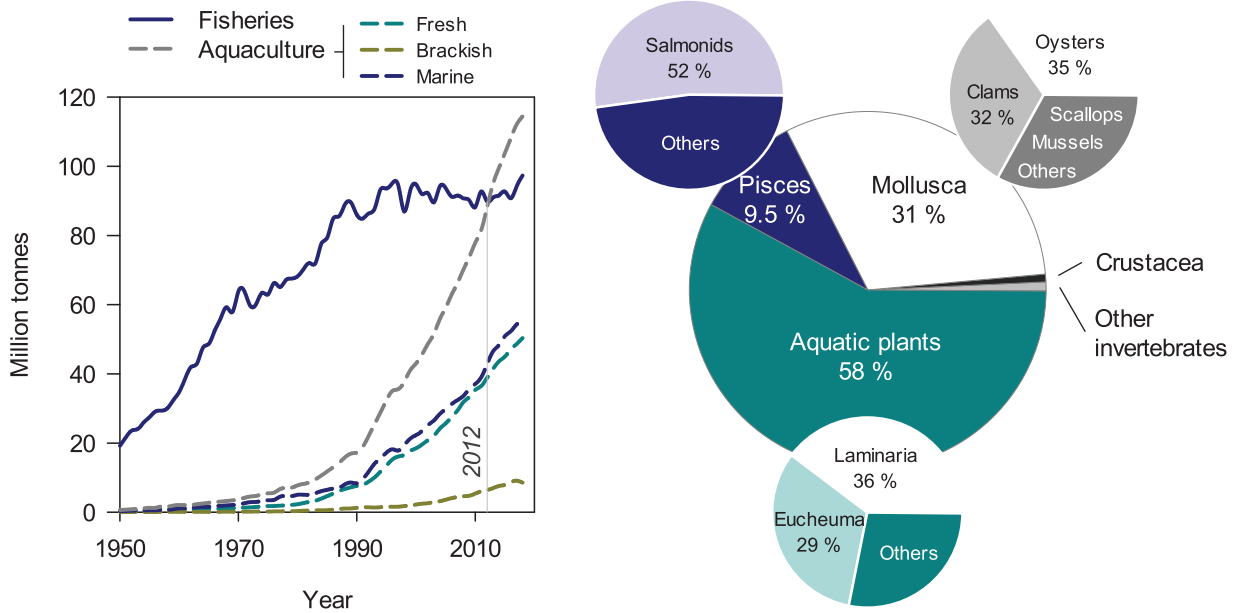 Fisheries
Aquaculture
Fresh
Brackish
Marine
120
100
80
60
40
20
0
Million tonnes
1950
1970
1990
2010
Year
2012
Salmonids
52 %
Others
Oysters
35 %
Clams
32 %
Scallops
Mussels
Others
Pisces
9.5 %
Mollusca
31 %
Crustacea
Other
invertebrates
Aquatic plants
58 %
Laminaria
36 %
Eucheuma
29 %
Others